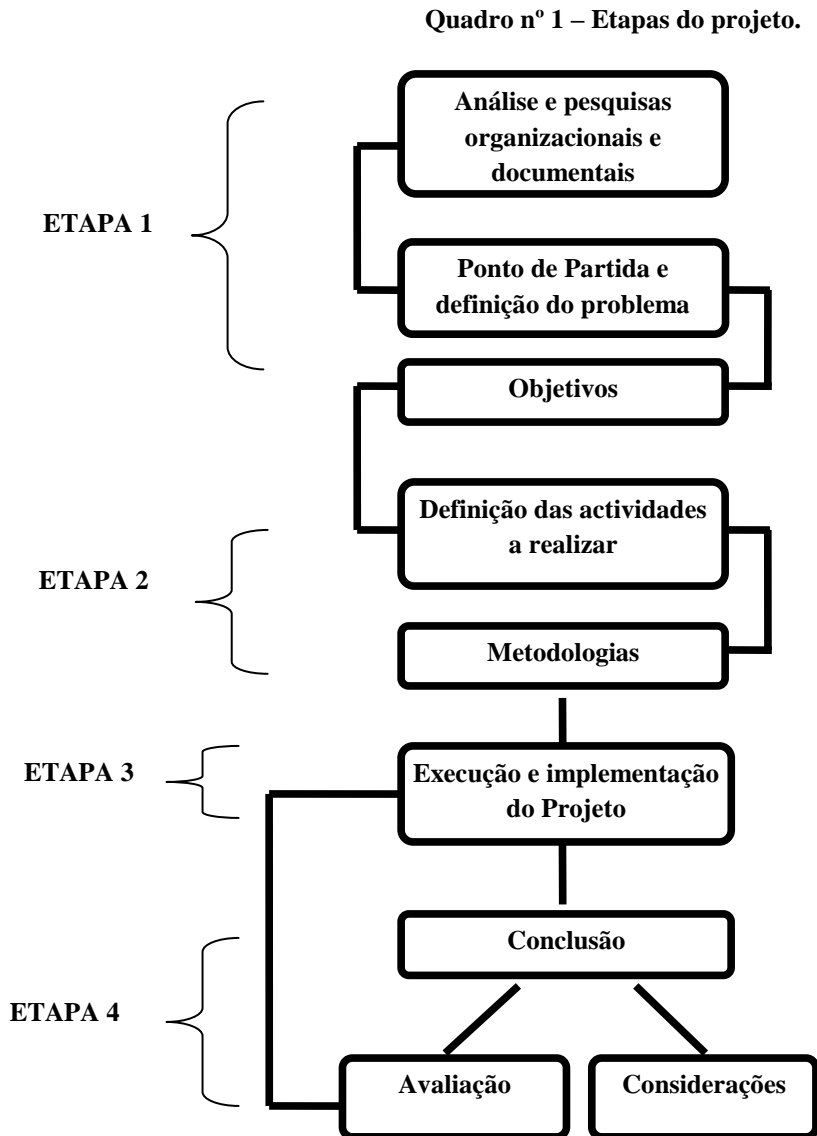 Quadro nº 1 – Etapas do projeto.
Análise e pesquisas
organizacionais e
documentais
ETAPA 1
Ponto de Partida e
definição do problema
Objetivos
Definição das actividades
a realizar
ETAPA 2
Metodologias
ETAPA 3
Execução e implementação
do Projeto
Conclusão
ETAPA 4
Avaliação
Considerações